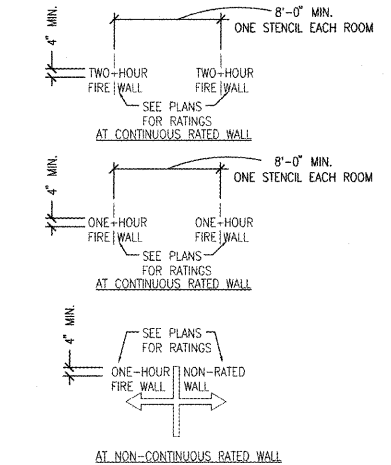 8'-0" MIN.
ONE STENCIL EACH ROOM
4" MIN.
TWO-HOUR TWO-HOUR
FIRE WALL FIRE WALL
SEE PLANS
FOR RATINGS
AT CONTINUOUS RATED WALL
8'-0" MIN.
ONE STENCIL EACH ROOM
4" MIN.
ONE-HOUR ONE-HOUR
FIRE WALL FIRE WALL
SEE PLANS
FOR RATINGS
AT CONTINUOUS RATED WALL
4" MIN.
SEE PLANS
FOR RATINGS
ONE-HOUR NON-RATED
FIRE WALL WALL
AT NON-CONTINUOUS RATED WALL